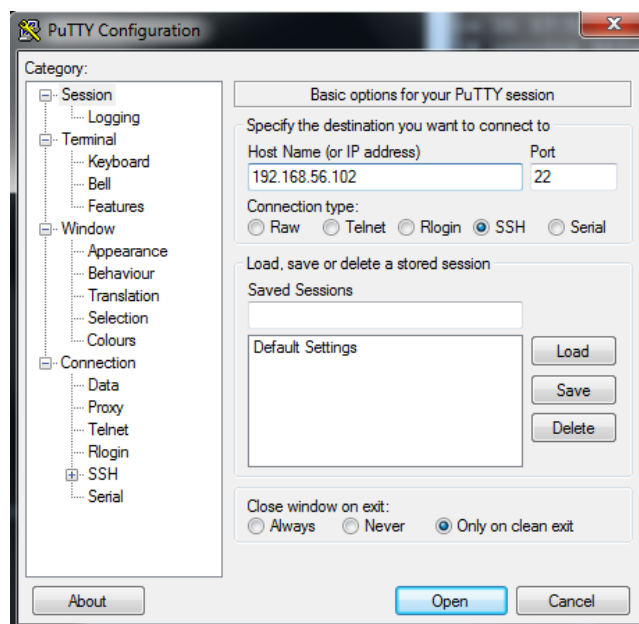 PuTTY Configuration
Category:
Session
Logging
Terminal
Keyboard
Bell
Features
Window
Appearance
Behaviour
Translation
Selection
Colours
Connection
Data
Proxy
Telnet
Rlogin
SSH
Serial
Basic options for your PuTTY session
Specify the destination you want to connect to
Host Name (or IP address) Port
192.168.56.102 22
Connection type:
Raw Telnet Rlogin SSH Serial
Load, save or delete a stored session
Saved Sessions
Default Settings
Load
Save
Delete
Close window on exit:
Always Never Only on clean exit
About Open Cancel